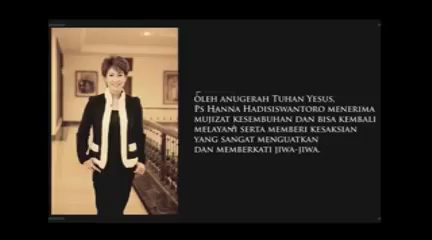 Oleh anugerah Tuhan Yesus,
Ps Hanna Hadisiswantoro menerima
mujizat kesembuhan dan bisa kembali
melayani serta memberi kesaksian
yang sangat menguatkan
dan memberkati jiwa-jiwa.